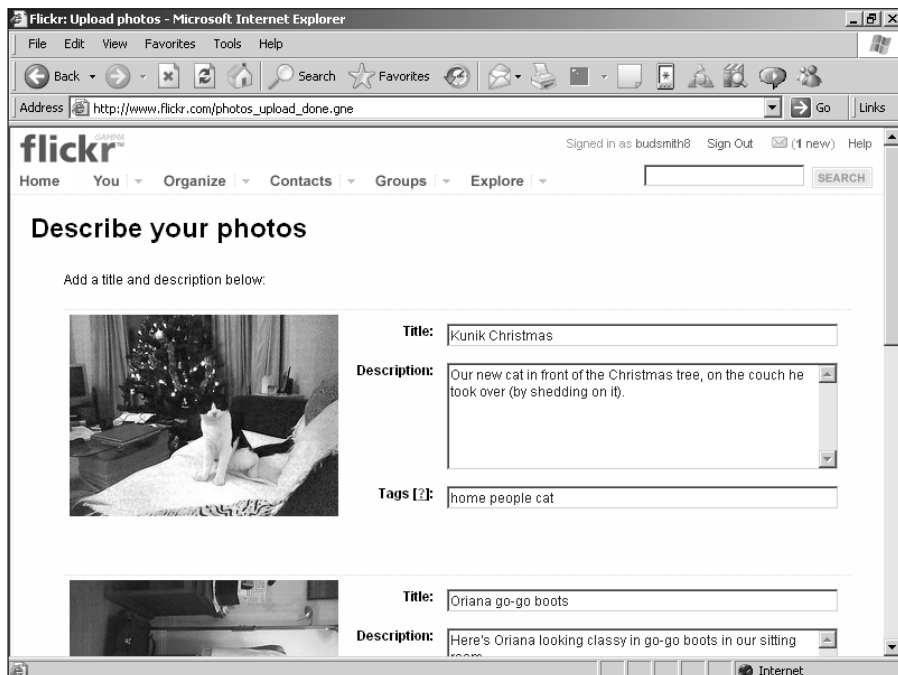 Flickr: Upload photos - Microsoft Internet Explorer
File Edit View Favorites Tools Help
Back Search Favorites
Address http://www.flickr.com/photos_upload_done.gne Go Links
flickr™ GAMMA
Signed in as budsmith8 Sign Out (1 new) Help
Home You Organize Contacts Groups Explore SEARCH
Describe your photos
Add a title and description below:
Title: Kunik Christmas
Description: Our new cat in front of the Christmas tree, on the couch he
took over (by shedding on it).
Tags [?]: home people cat
Title: Oriana go-go boots
Description: Here's Oriana looking classy in go-go boots in our sitting
room
Internet